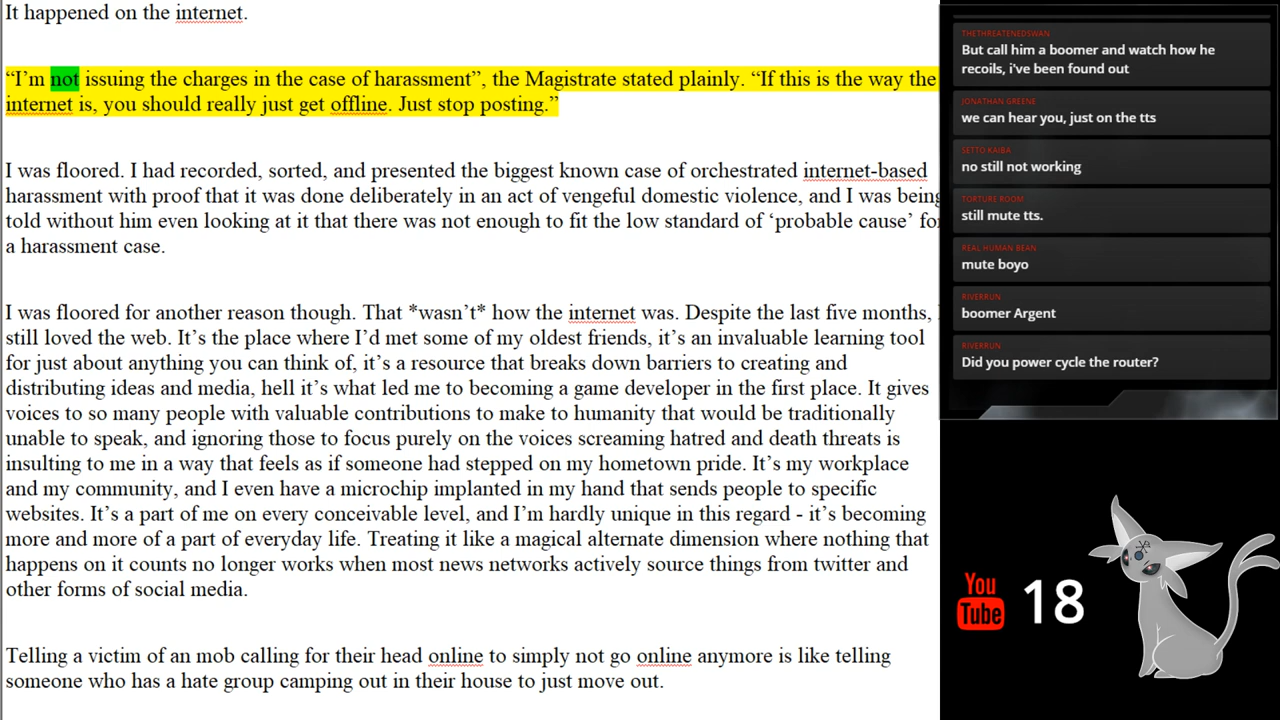 It happened on the internet.
“I’m not issuing the charges in the case of harassment”, the Magistrate stated plainly. “If this is the way the
internet is, you should really just get offline. Just stop posting.”
I was floored. I had recorded, sorted, and presented the biggest known case of orchestrated internet-based
harassment with proof that it was done deliberately in an act of vengeful domestic violence, and I was being
told without him even looking at it that there was not enough to fit the low standard of ‘probable cause’ for
a harassment case.
I was floored for another reason though. That *wasn’t* how the internet was. Despite the last five months, I
still loved the web. It’s the place where I’d met some of my oldest friends, it’s an invaluable learning tool
for just about anything you can think of, it’s a resource that breaks down barriers to creating and
distributing ideas and media, hell it’s what led me to becoming a game developer in the first place. It gives
voices to so many people with valuable contributions to make to humanity that would be traditionally
unable to speak, and ignoring those to focus purely on the voices screaming hatred and death threats is
insulting to me in a way that feels as if someone had stepped on my hometown pride. It’s my workplace
and my community, and I even have a microchip implanted in my hand that sends people to specific
websites. It’s a part of me on every conceivable level, and I’m hardly unique in this regard - it’s becoming
more and more of a part of everyday life. Treating it like a magical alternate dimension where nothing that
happens on it counts no longer works when most news networks actively source things from twitter and
other forms of social media.
Telling a victim of an mob calling for their head online to simply not go online anymore is like telling
someone who has a hate group camping out in their house to just move out.
THETHREATENEDSWAN
But call him a boomer and watch how he
recoils, i've been found out
JONATHAN GREENE
we can hear you, just on the tts
SETTO KAIBA
no still not working
TORTURE ROOM
still mute tts.
REAL HUMAN BEAN
mute boyo
RIVERRUN
boomer Argent
RIVERRUN
Did you power cycle the router?
You
Tube
18